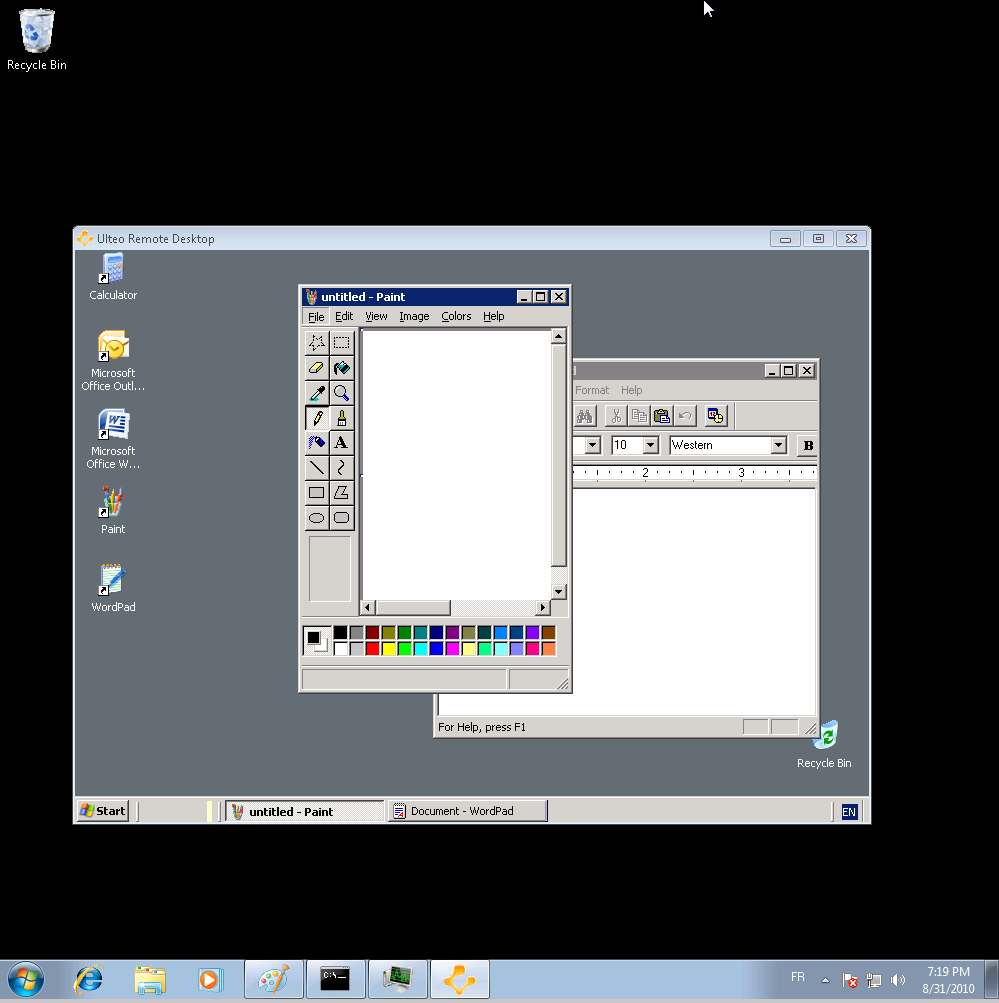 Recycle Bin
Ulteo Remote Desktop
Calculator
Microsoft
Office Outl...
Microsoft
Office W...
Paint
WordPad
untitled - Paint
File Edit View Image Colors Help
A
Format Help
10 Western B
2 3
For Help, press F1
Recycle Bin
Start untitled - Paint Document - WordPad EN
C:\
FR
7:19 PM
8/31/2010